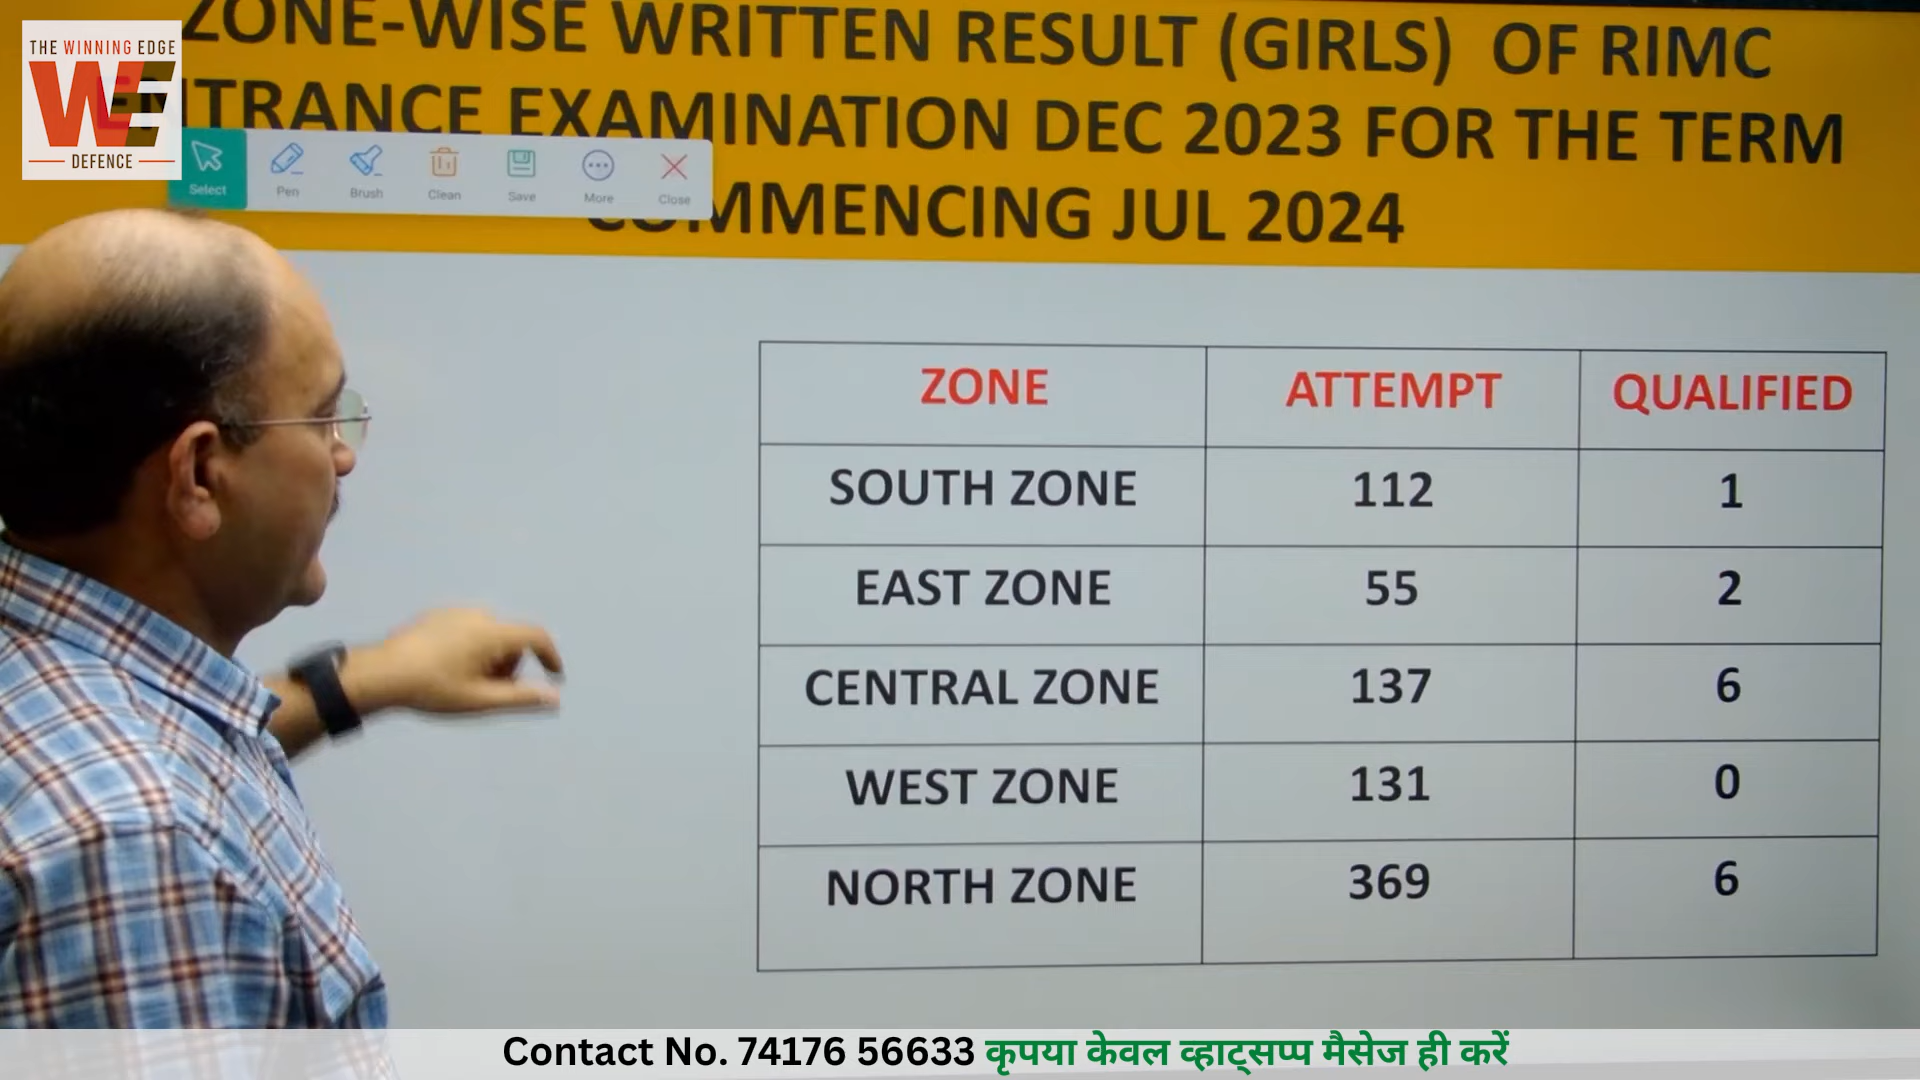 ZONE-WISE WRITTEN RESULT (GIRLS) OF RIMC
ENTRANCE EXAMINATION DEC 2023 FOR THE TERM
COMMENCING JUL 2024
THE WINNING EDGE
WE
DEFENCE
Select Pen Brush Clean Save More Close
ZONE ATTEMPT QUALIFIED
SOUTH ZONE 112 1
EAST ZONE 55 2
CENTRAL ZONE 137 6
WEST ZONE 131 0
NORTH ZONE 369 6
Contact No. 74176 56633 कृपया केवल व्हाट्सप्प मैसेज ही करें